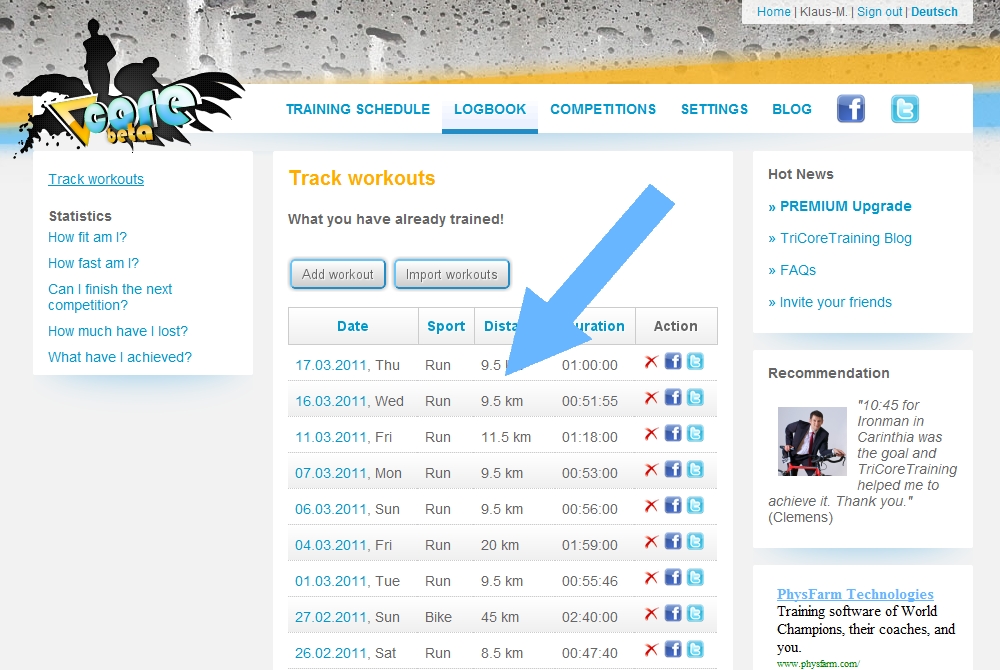 Home | Klaus-M. | Sign out | Deutsch
core
beta
TRAINING SCHEDULE LOGBOOK COMPETITIONS SETTINGS BLOG f t
Track workouts
Statistics
How fit am I?
How fast am I?
Can I finish the next
competition?
How much have I lost?
What have I achieved?
Track workouts
What you have already trained!
Add workout Import workouts
Date Sport Action
17.03.2011, Thu Run 9.5 01:00:00
16.03.2011, Wed Run 9.5 km 00:51:55
11.03.2011, Fri Run 11.5 km 01:18:00
07.03.2011, Mon Run 9.5 km 00:53:00
06.03.2011, Sun Run 9.5 km 00:56:00
04.03.2011, Fri Run 20 km 01:59:00
01.03.2011, Tue Run 9.5 km 00:55:46
27.02.2011, Sun Bike 45 km 02:40:00
26.02.2011, Sat Run 8.5 km 00:47:40
Hot News
» PREMIUM Upgrade
» TriCoreTraining Blog
» FAQs
» Invite your friends
Recommendation
"10:45 for
Ironman in
Carinthia was
the goal and
TriCoreTraining
helped me to
achieve it. Thank you."
(Clemens)
PhysFarm Technologies
Training software of World
Champions, their coaches, and
you.
www.physfarm.com/